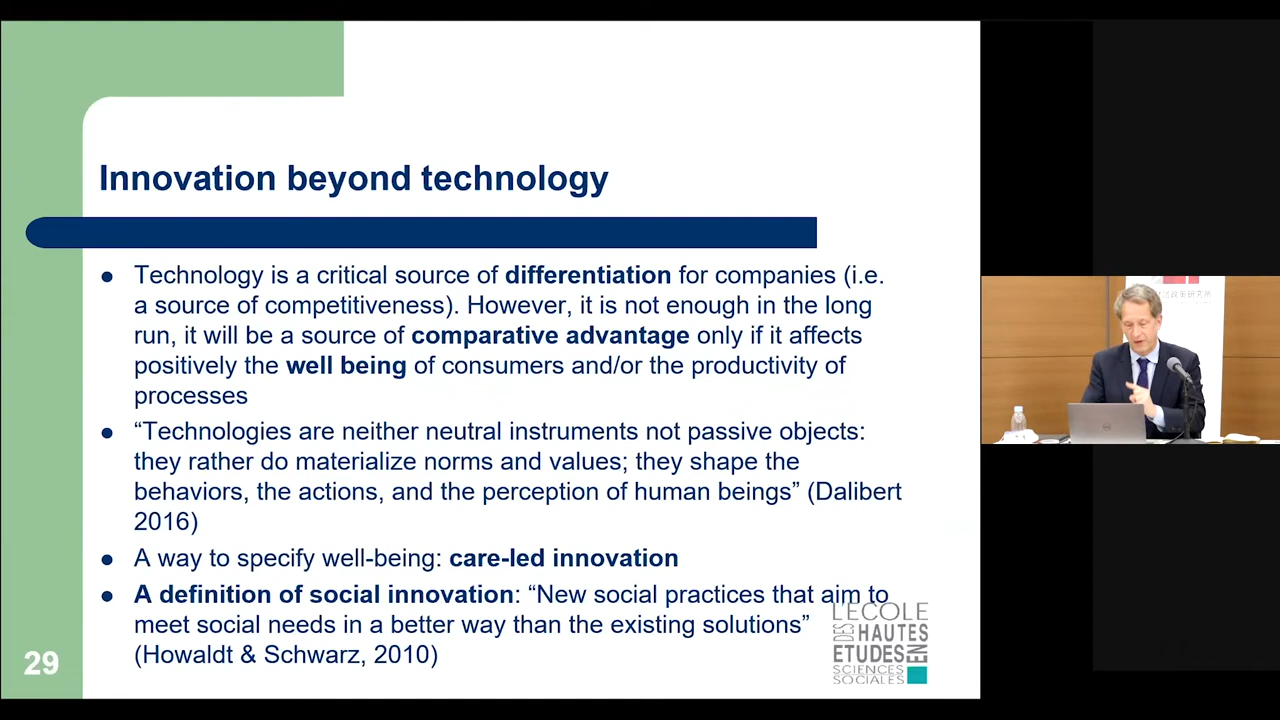 Innovation beyond technology
Technology is a critical source of differentiation for companies (i.e.
a source of competitiveness). However, it is not enough in the long
run, it will be a source of comparative advantage only if it affects
positively the well being of consumers and/or the productivity of
processes
“Technologies are neither neutral instruments not passive objects:
they rather do materialize norms and values; they shape the
behaviors, the actions, and the perception of human beings” (Dalibert
2016)
A way to specify well-being: care-led innovation
A definition of social innovation: “New social practices that aim to
meet social needs in a better way than the existing solutions”
(Howaldt & Schwarz, 2010)
L'ECOLE
DES HAUTES
ETUDES EN
SCIENCES
SOCIALES
29